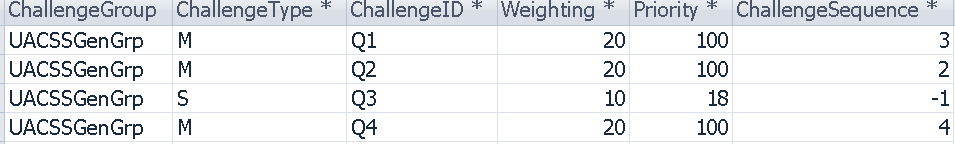 ChallengeGroup ChallengeType * ChallengeID * Weighting * Priority * ChallengeSequence *
UACSSGenGrp M Q1 20 100 3
UACSSGenGrp M Q2 20 100 2
UACSSGenGrp S Q3 10 18 -1
UACSSGenGrp M Q4 20 100 4